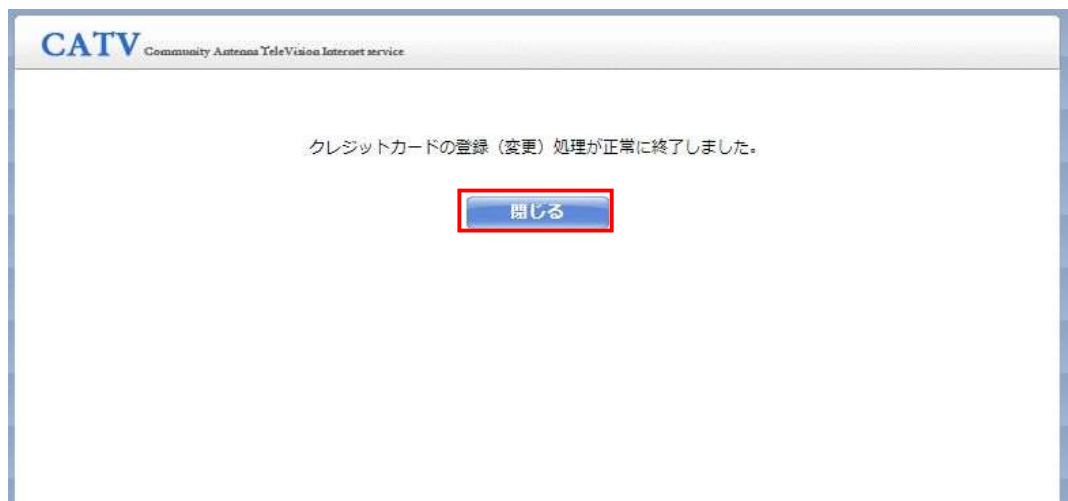 CATV Community Antenna TeleVision Internet service
クレジットカードの登録（変更）処理が正常に終了しました。
閉じる